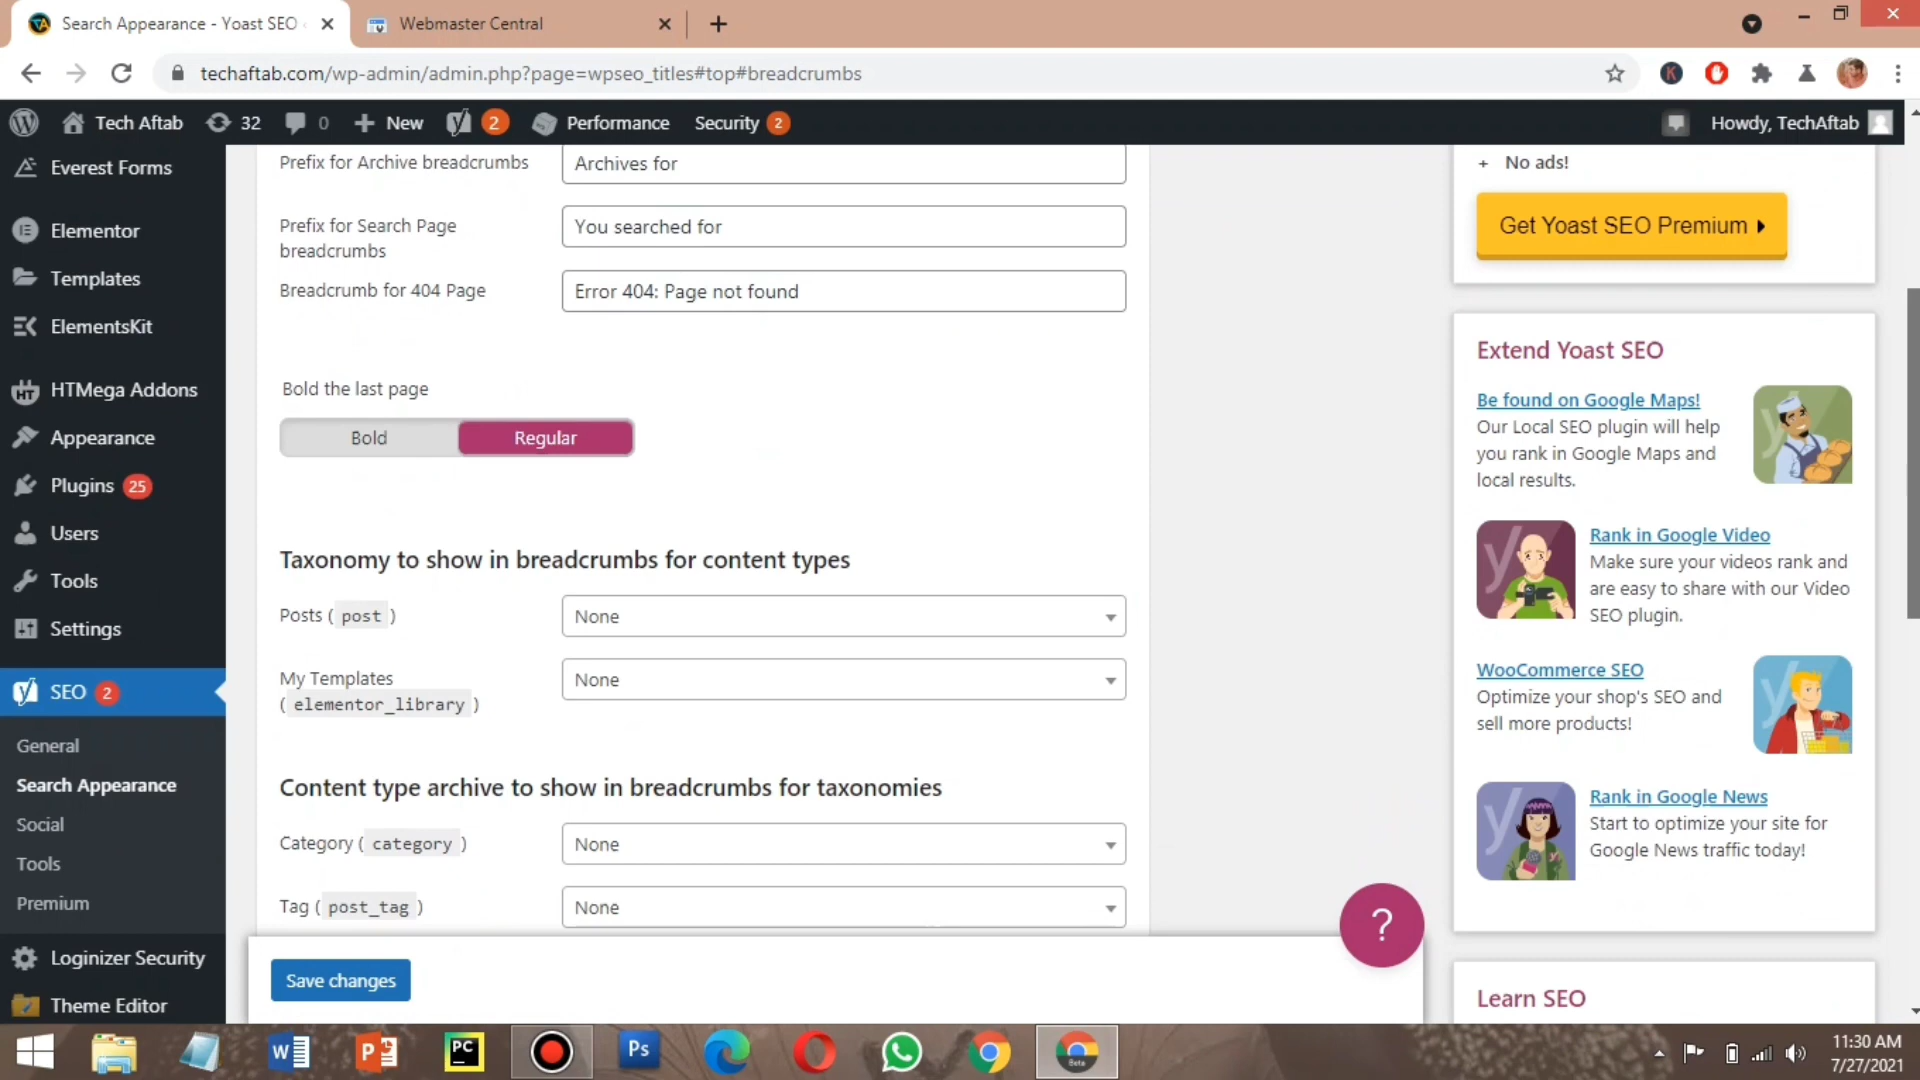 Search Appearance - Yoast SEO
Webmaster Central
techaftab.com/wp-admin/admin.php?page=wpseo_titles#top#breadcrumbs
K
Tech Aftab
32
0
New
2
Performance
Security 2
Howdy, TechAftab
Everest Forms
Elementor
Templates
ElementsKit
HTMega Addons
Appearance
Plugins 25
Users
Tools
Settings
SEO 2
General
Search Appearance
Social
Tools
Premium
Loginizer Security
Theme Editor
Prefix for Archive breadcrumbs
Archives for
Prefix for Search Page
breadcrumbs
You searched for
Breadcrumb for 404 Page
Error 404: Page not found
Bold the last page
Bold
Regular
Taxonomy to show in breadcrumbs for content types
Posts ( post )
None
My Templates
( elementor_library )
None
Content type archive to show in breadcrumbs for taxonomies
Category ( category )
None
Tag ( post_tag )
None
Save changes
?
+ No ads!
Get Yoast SEO Premium
Extend Yoast SEO
Be found on Google Maps!
Our Local SEO plugin will help
you rank in Google Maps and
local results.
Rank in Google Video
Make sure your videos rank and
are easy to share with our Video
SEO plugin.
WooCommerce SEO
Optimize your shop's SEO and
sell more products!
Rank in Google News
Start to optimize your site for
Google News traffic today!
Learn SEO
PC
Ps
Beta
11:30 AM
7/27/2021